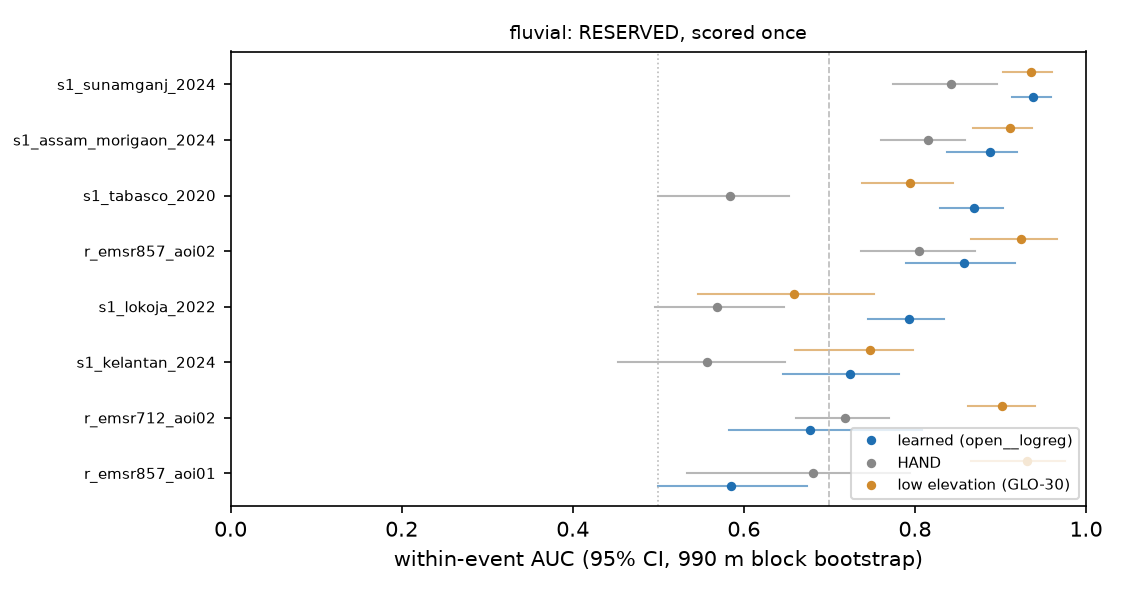 fluvial: RESERVED, scored once
s1_sunamganj_2024
s1_assam_morigaon_2024
s1_tabasco_2020
r_emsr857_aoi02
s1_lokoja_2022
s1_kelantan_2024
r_emsr712_aoi02
r_emsr857_aoi01
learned (open__logreg)
HAND
low elevation (GLO-30)
0.0 0.2 0.4 0.6 0.8 1.0
within-event AUC (95% CI, 990 m block bootstrap)